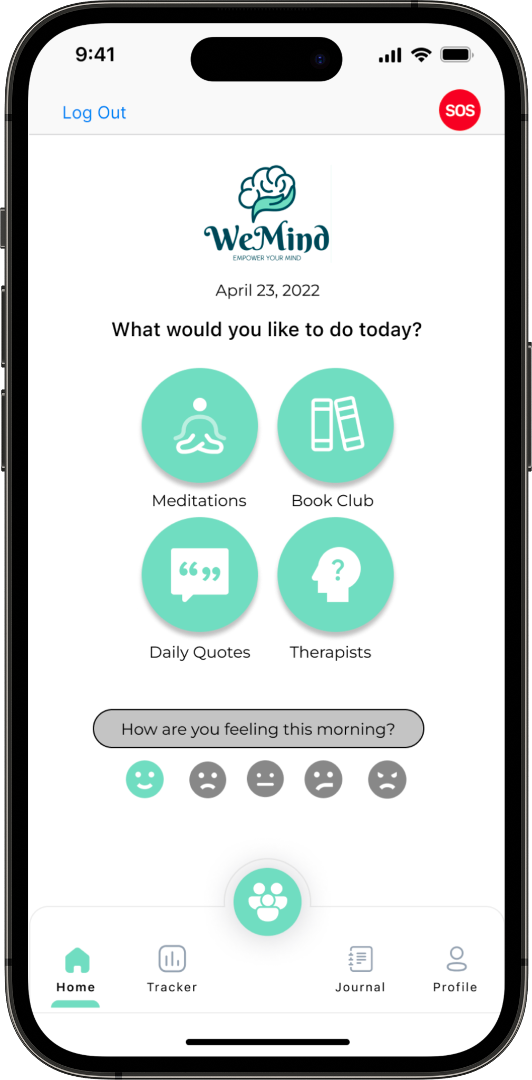 9:41
Log Out
SOS
WeMind
EMPOWER YOUR MIND
April 23, 2022
What would you like to do today?
Meditations Book Club
Daily Quotes Therapists
How are you feeling this morning?
Home Tracker Journal Profile